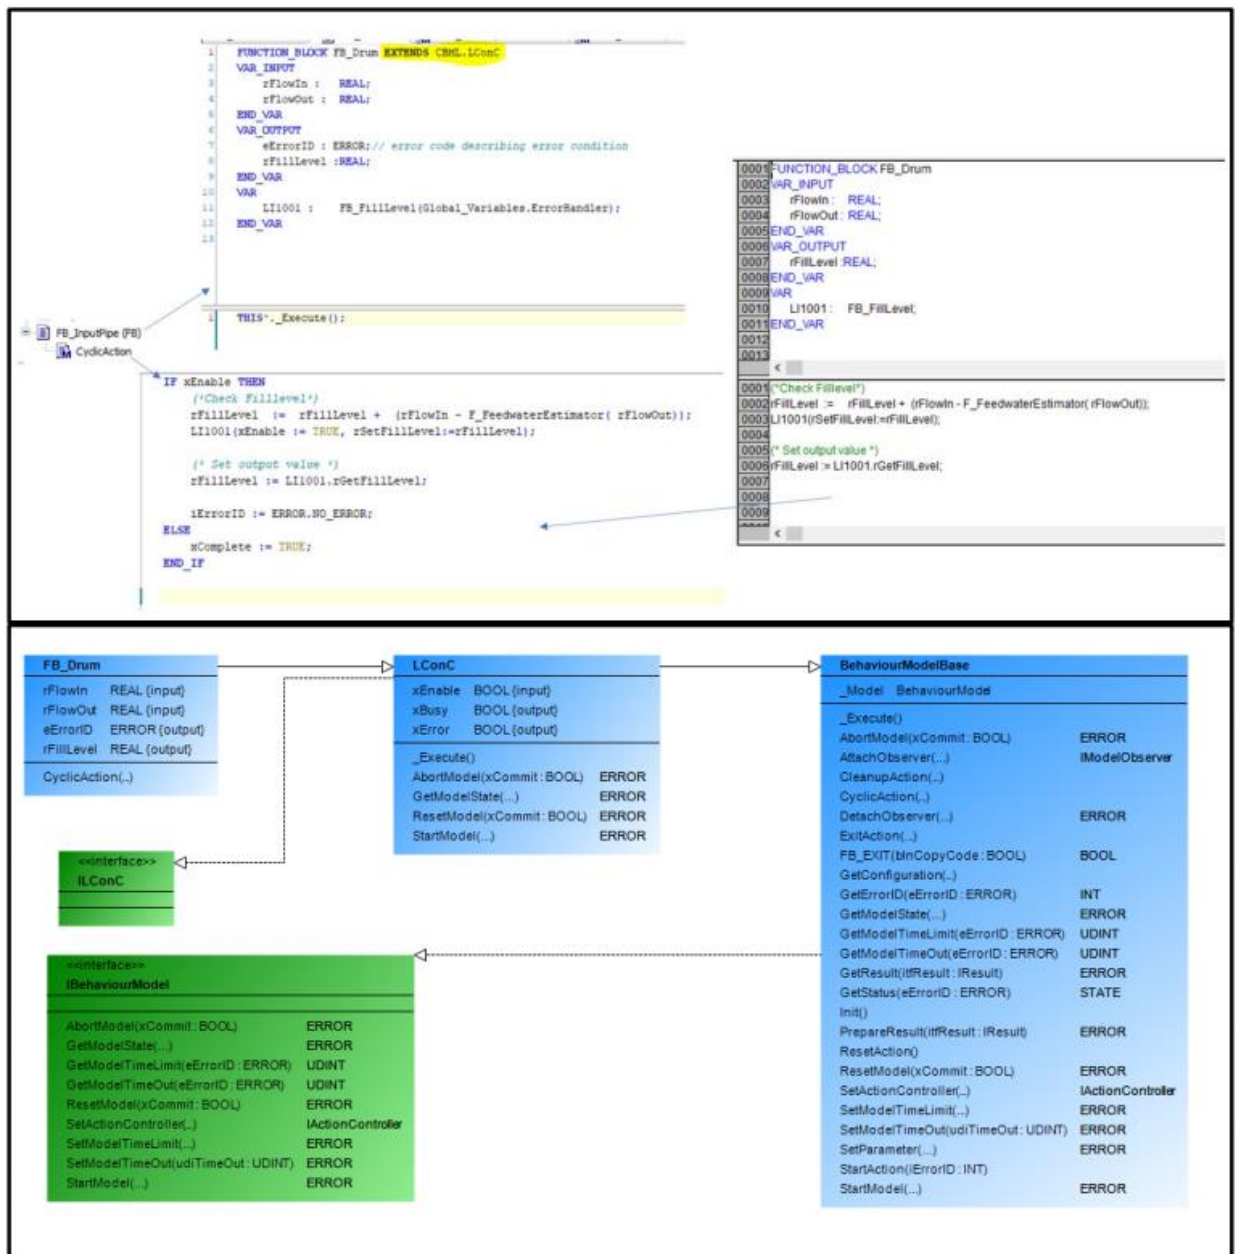 1 FUNCTION_BLOCK FB_Drum EXTENDS CBML.LConC
2 VAR_INPUT
3 rFlowIn : REAL;
4 rFlowOut : REAL;
5 END_VAR
6 VAR_OUTPUT
7 eErrorID : ERROR;// error code describing error condition
8 rFillLevel :REAL;
9 END_VAR
10 VAR
11 LI1001 : FB_FillLevel(Global_Variables.ErrorHandler);
12 END_VAR
13
1 THIS^._Execute();
FB_InputPipe (FB)
CyclicAction
IF xEnable THEN
(*Check Filllevel*)
rFillLevel := rFillLevel + (rFlowIn - F_FeedwaterEstimator( rFlowOut));
LI1001(xEnable := TRUE, rSetFillLevel:=rFillLevel);
(* Set output value *)
rFillLevel := LI1001.rGetFillLevel;
iErrorID := ERROR.NO_ERROR;
ELSE
xComplete := TRUE;
END_IF
0001 FUNCTION_BLOCK FB_Drum
0002 VAR_INPUT
0003 rFlowIn : REAL;
0004 rFlowOut : REAL;
0005 END_VAR
0006 VAR_OUTPUT
0007 rFillLevel :REAL;
0008 END_VAR
0009 VAR
0010 LI1001 : FB_FillLevel;
0011 END_VAR
0012
0013
0001 (*Check Filllevel*)
0002 rFillLevel := rFillLevel + (rFlowIn - F_FeedwaterEstimator( rFlowOut));
0003 LI1001(rSetFillLevel:=rFillLevel);
0004
0005 (* Set output value *)
0006 rFillLevel := LI1001.rGetFillLevel;
0007
0008
0009
FB_Drum
rFlowIn REAL {input}
rFlowOut REAL {input}
eErrorID ERROR {output}
rFillLevel REAL {output}
CyclicAction(..)
LConC
xEnable BOOL {input}
xBusy BOOL {output}
xError BOOL {output}
_Execute()
AbortModel(xCommit : BOOL) ERROR
GetModelState(...) ERROR
ResetModel(xCommit : BOOL) ERROR
StartModel(...) ERROR
BehaviourModelBase
_Model BehaviourModel
_Execute()
AbortModel(xCommit : BOOL) ERROR
AttachObserver(...) IModelObserver
CleanupAction(..)
CyclicAction(..)
DetachObserver(...) ERROR
ExitAction(...)
FB_EXIT(bInCopyCode : BOOL) BOOL
GetConfiguration(..)
GetErrorID(eErrorID : ERROR) INT
GetModelState(...) ERROR
GetModelTimeLimit(eErrorID : ERROR) UDINT
GetModelTimeOut(eErrorID : ERROR) UDINT
GetResult(itfResult : IResult) ERROR
GetStatus(eErrorID : ERROR) STATE
Init()
PrepareResult(itfResult : IResult) ERROR
ResetAction()
ResetModel(xCommit : BOOL) ERROR
SetActionController(..) IActionController
SetModelTimeLimit(...) ERROR
SetModelTimeOut(udiTimeOut : UDINT) ERROR
SetParameter(...) ERROR
StartAction(iErrorID : INT)
StartModel(...) ERROR
<<interface>>
ILConC
<<interface>>
IBehaviourModel
AbortModel(xCommit : BOOL) ERROR
GetModelState(...) ERROR
GetModelTimeLimit(eErrorID : ERROR) UDINT
GetModelTimeOut(eErrorID : ERROR) UDINT
ResetModel(xCommit : BOOL) ERROR
SetActionController(..) IActionController
SetModelTimeLimit(...) ERROR
SetModelTimeOut(udiTimeOut : UDINT) ERROR
StartModel(...) ERROR